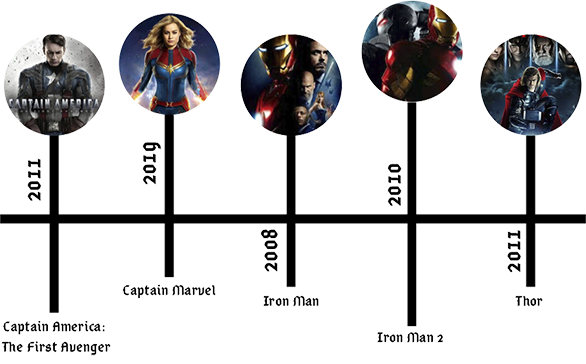 CAPTAIN AMERICA
2011
2019
2008
2010
2011
Captain America:
The First Avenger
Captain Marvel
Iron Man
Iron Man 2
Thor